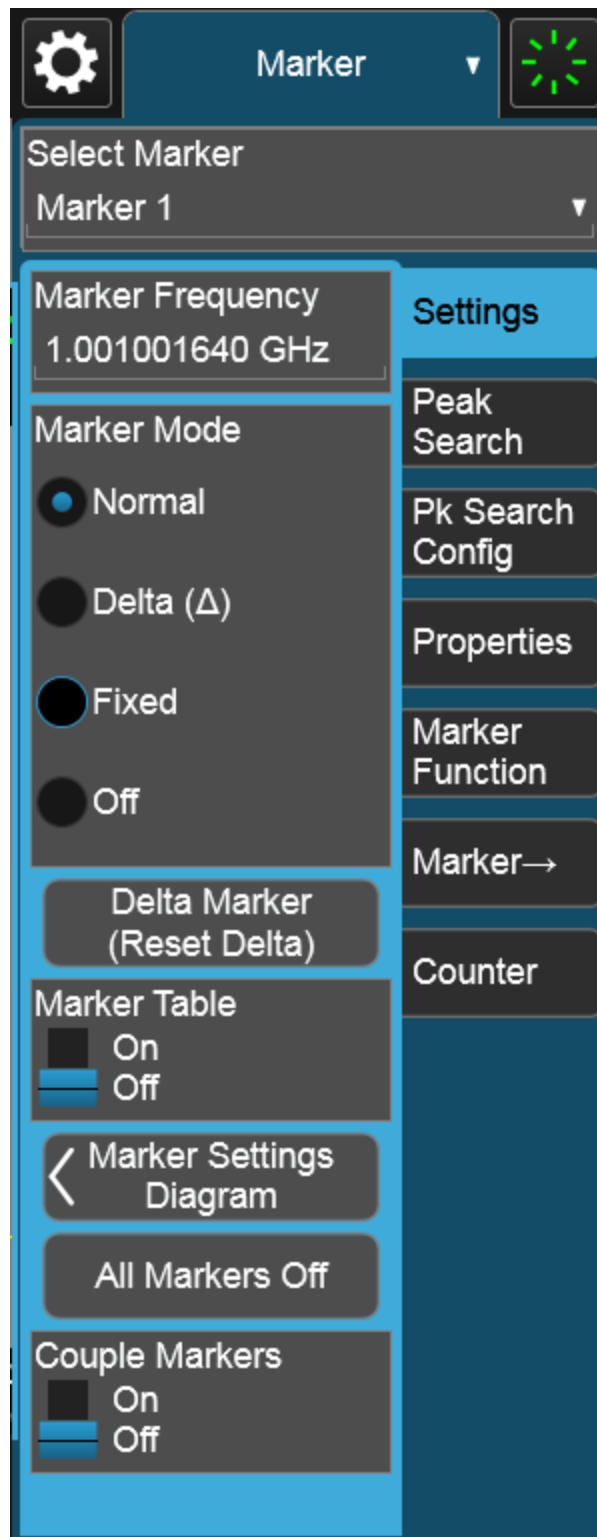 Marker
Select Marker
Marker 1
Marker Frequency
1.001001640 GHz
Marker Mode
Normal
Delta (Δ)
Fixed
Off
Delta Marker
(Reset Delta)
Marker Table
On
Off
Marker Settings
Diagram
All Markers Off
Couple Markers
On
Off
Settings
Peak
Search
Pk Search
Config
Properties
Marker
Function
Marker→
Counter